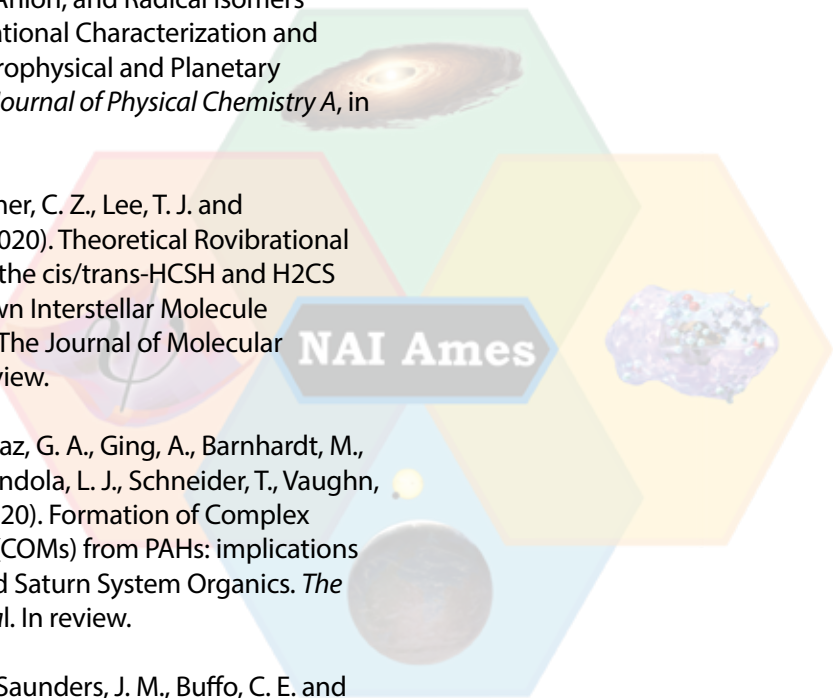 Anion, and Radical Isomers
ational Characterization and
rophysical and Planetary
ournal of Physical Chemistry A, in
ner, C. Z., Lee, T. J. and
020). Theoretical Rovibrational
the cis/trans-HCSH and H2CS
wn Interstellar Molecule
The Journal of Molecular
view.
NAI Ames
az, G. A., Ging, A., Barnhardt, M.,
ndola, L. J., Schneider, T., Vaughn,
20). Formation of Complex
(COMs) from PAHs: implications
d Saturn System Organics. The
al. In review.
Saunders, J. M., Buffo, C. E. and